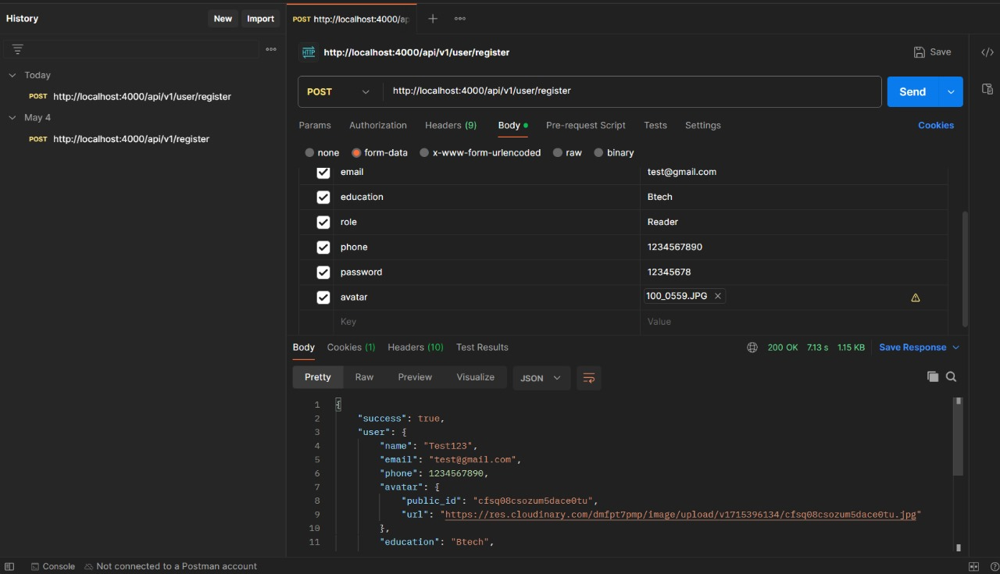 History
New Import
Today
POST http://localhost:4000/api/v1/user/register
May 4
POST http://localhost:4000/api/v1/register
POST http://localhost:4000/ap
HTTP http://localhost:4000/api/v1/user/register
Save
POST http://localhost:4000/api/v1/user/register
Send
Params Authorization Headers (9) Body Pre-request Script Tests Settings Cookies
none form-data x-www-form-urlencoded raw binary
email test@gmail.com
education Btech
role Reader
phone 1234567890
password 12345678
avatar 100_0559.JPG
Key Value
Body Cookies (1) Headers (10) Test Results 200 OK 7.13 s 1.15 KB Save Response
Pretty Raw Preview Visualize JSON
1 {
2 "success": true,
3 "user": {
4 "name": "Test123",
5 "email": "test@gmail.com",
6 "phone": 1234567890,
7 "avatar": {
8 "public_id": "cfsq08csozum5dace0tu",
9 "url": "https://res.cloudinary.com/dmfpt7pmp/image/upload/v1715396134/cfsq08csozum5dace0tu.jpg"
10 },
11 "education": "Btech",
Console Not connected to a Postman account